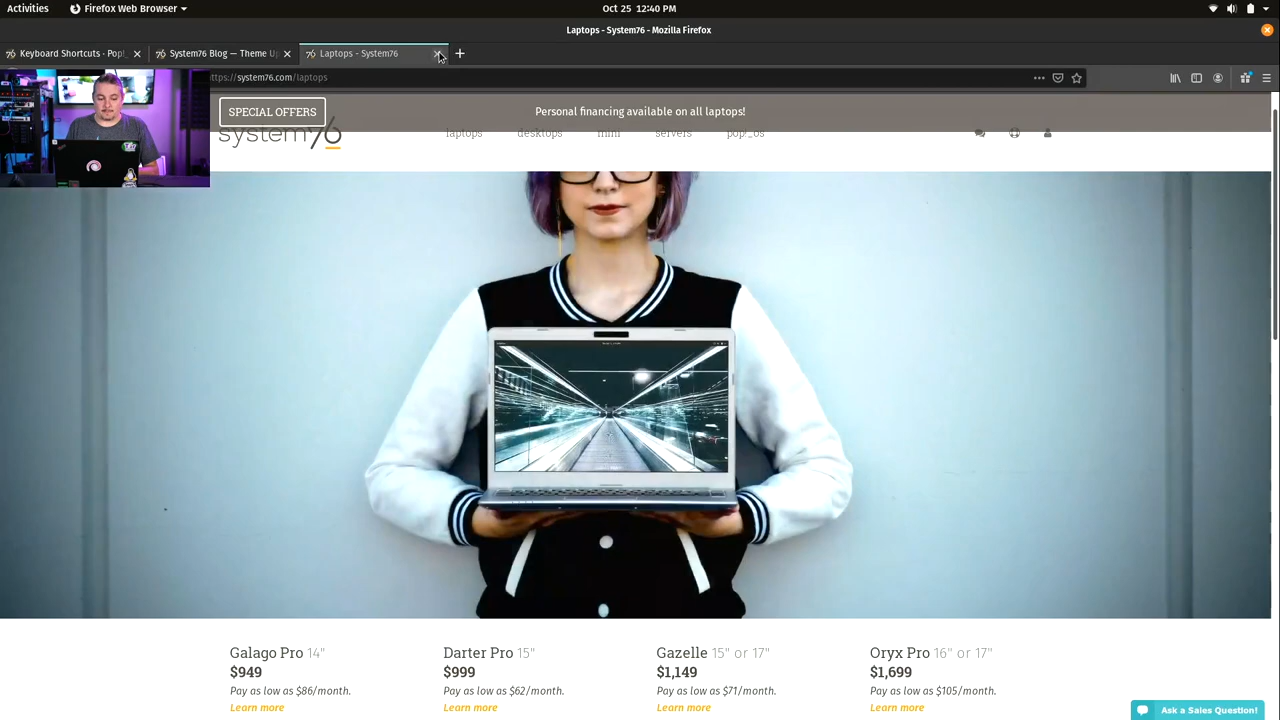 Activities
Firefox Web Browser
Oct 25 12:40 PM
Laptops - System76 - Mozilla Firefox
Keyboard Shortcuts · Pop!_
System76 Blog — Theme U
Laptops - System76
ttps://system76.com/laptops
SPECIAL OFFERS
Personal financing available on all laptops!
system76
laptops
desktops
mini
servers
pop!_os
Galago Pro 14"
$949
Pay as low as $86/month.
Learn more
Darter Pro 15"
$999
Pay as low as $62/month.
Learn more
Gazelle 15" or 17"
$1,149
Pay as low as $71/month.
Learn more
Oryx Pro 16" or 17"
$1,699
Pay as low as $105/month.
Learn more
Ask a Sales Question!